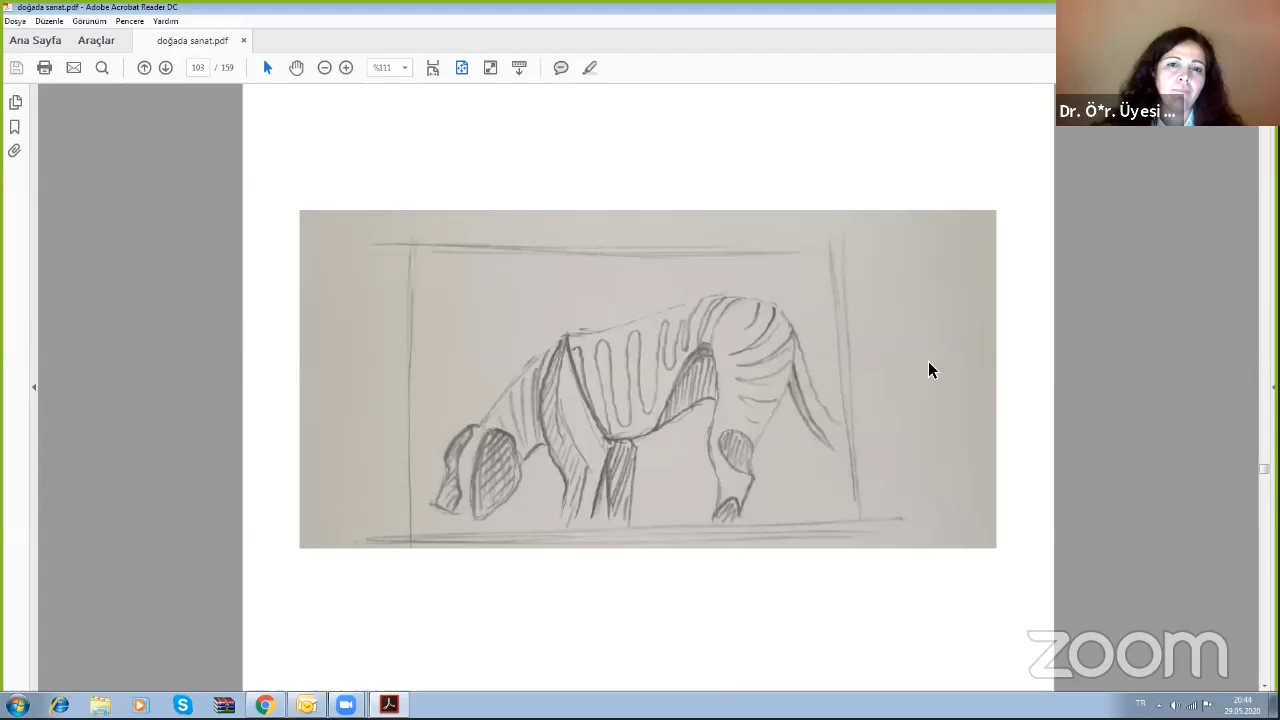 doğada sanat.pdf - Adobe Acrobat Reader DC
Dosya Düzenle Görünüm Pencere Yardım
Ana Sayfa Araçlar doğada sanat.pdf ×
103 / 159 %111
Dr. Ö*r. Üyesi ...
zoom
TR 20:44
29.05.2020